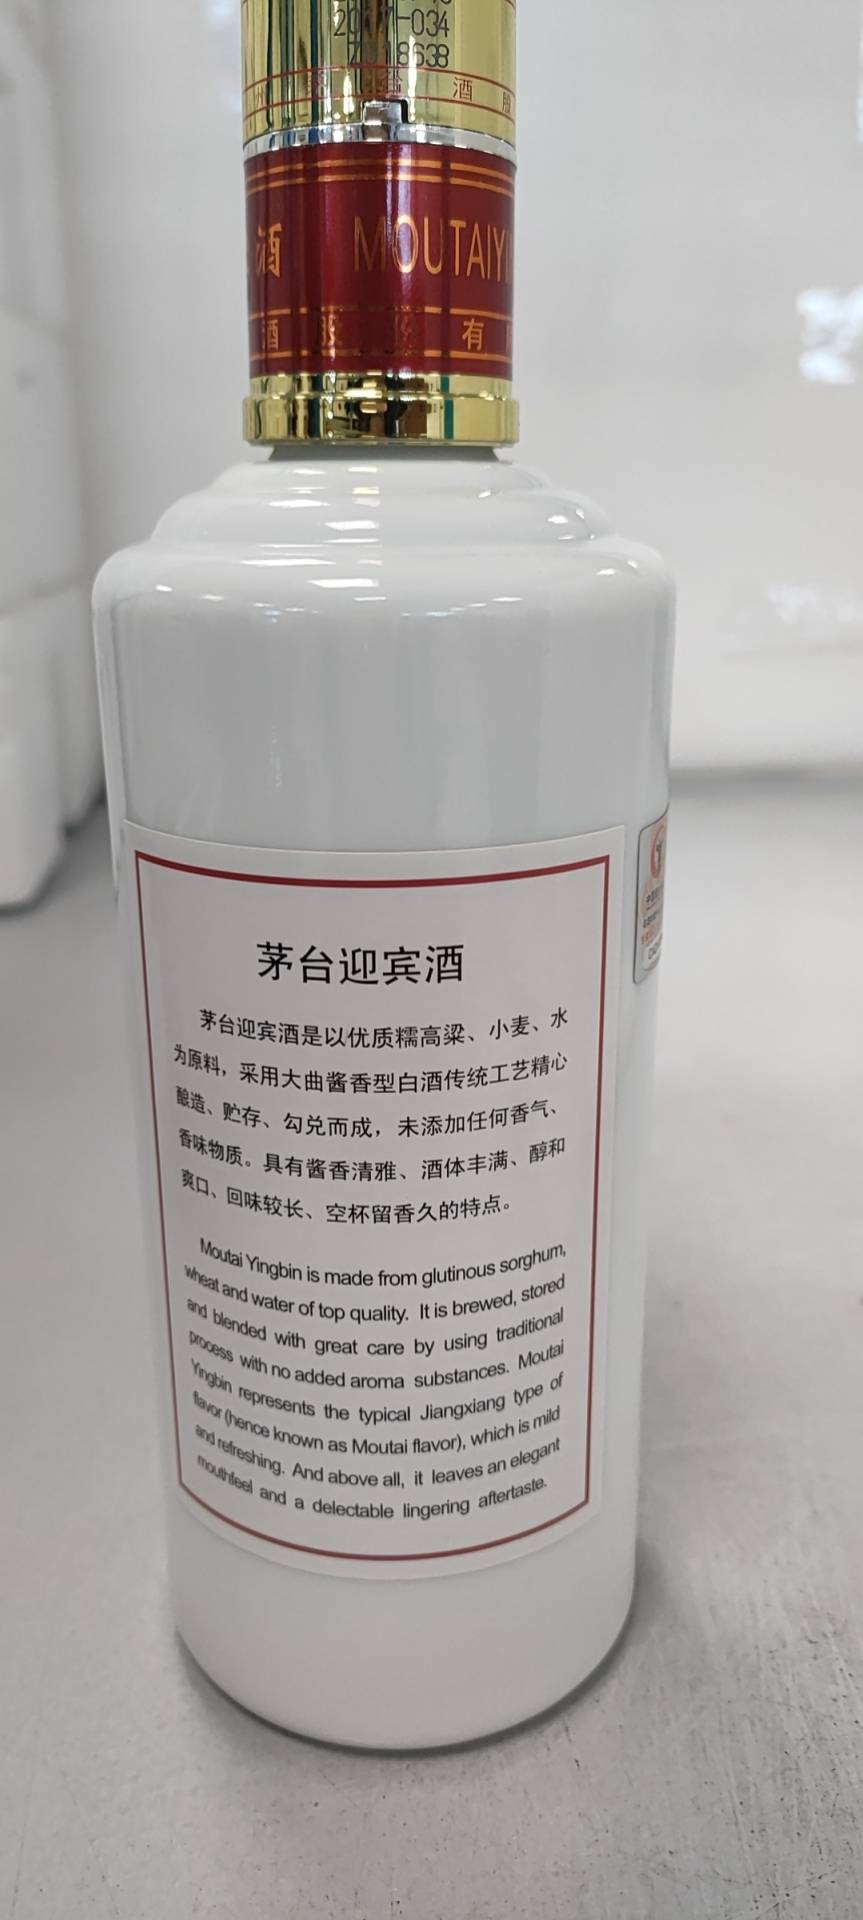 酒
MOUTAIY
酒 股 份 有
茅台迎宾酒
茅台迎宾酒是以优质糯高粱、小麦、水
为原料，采用大曲酱香型白酒传统工艺精心
酿造、贮存、勾兑而成，未添加任何香气、
香味物质。具有酱香清雅、酒体丰满、醇和
爽口、回味较长、空杯留香久的特点。
Moutai Yingbin is made from glutinous sorghum,
wheat and water of top quality. It is brewed, stored
and blended with great care by using traditional
process with no added aroma substances. Moutai
Yingbin represents the typical Jiangxiang type of
flavor (hence known as Moutai flavor), which is mild
and refreshing. And above all, it leaves an elegant
mouthfeel and a delectable lingering aftertaste.